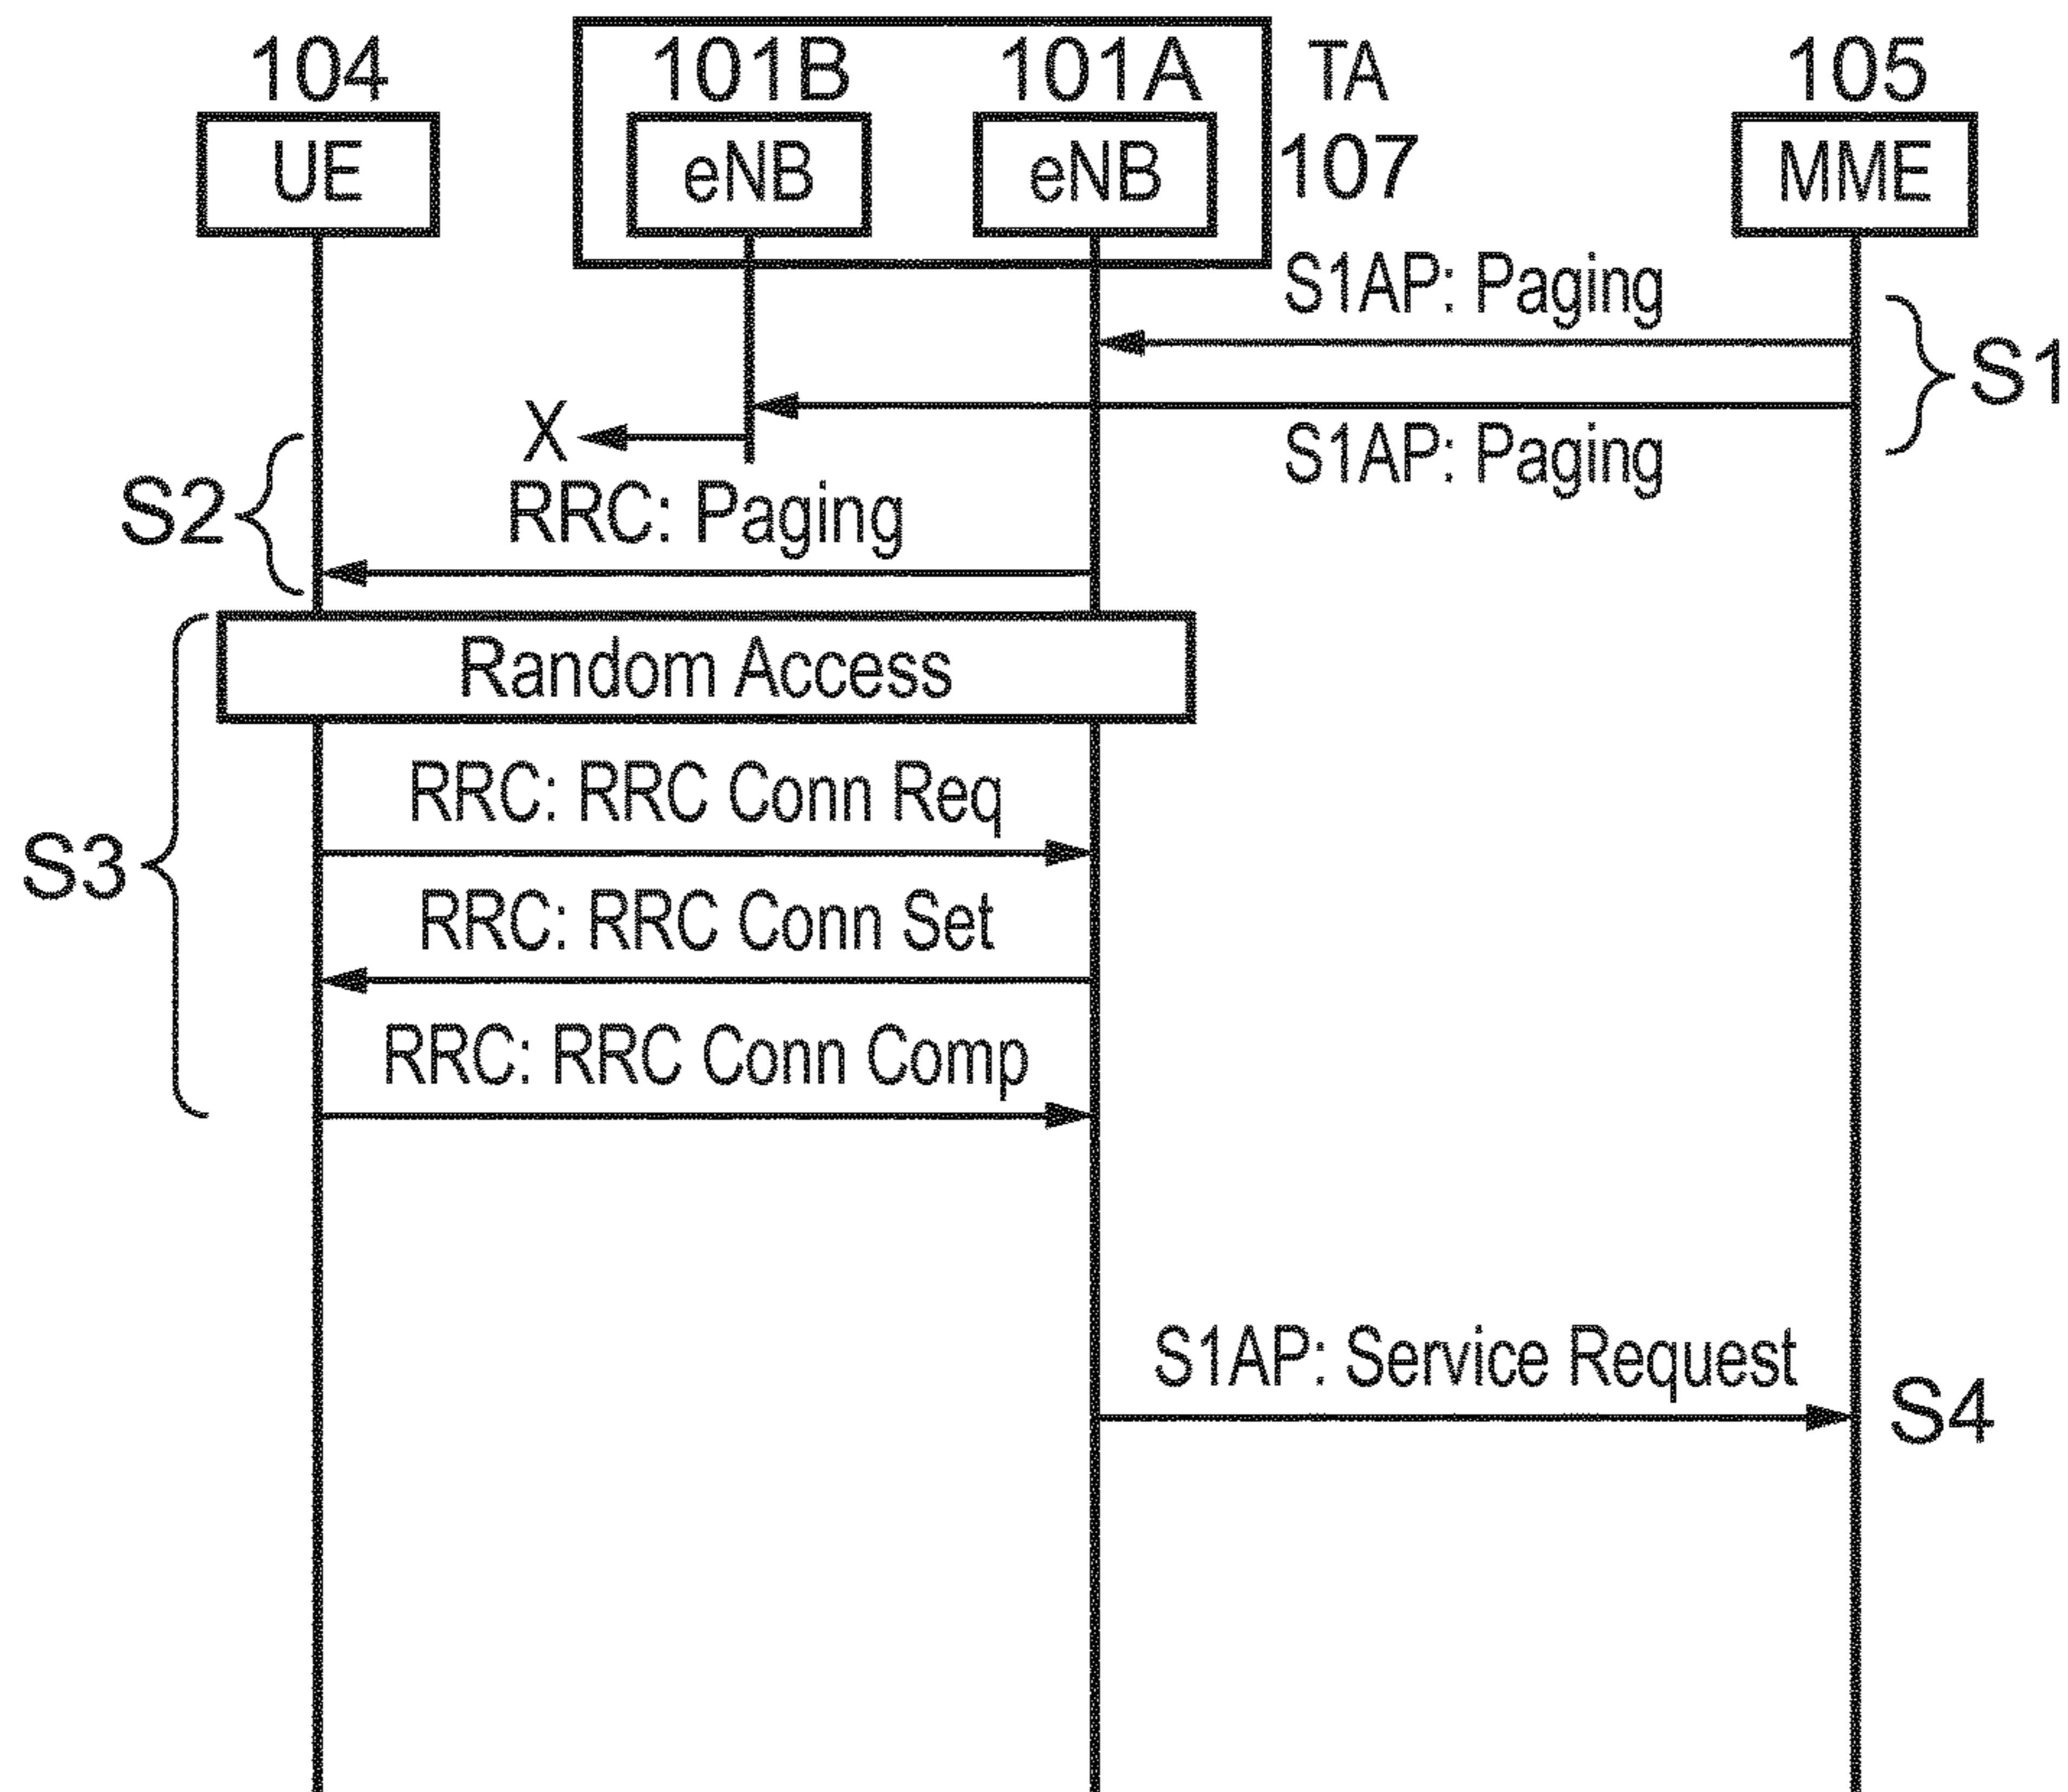 104
101B
101A
TA
105
UE
eNB
eNB
107
MME
S1AP: Paging
S1
X
S1AP: Paging
S2
RRC: Paging
Random Access
RRC: RRC Conn Req
S3
RRC: RRC Conn Set
RRC: RRC Conn Comp
S1AP: Service Request
S4